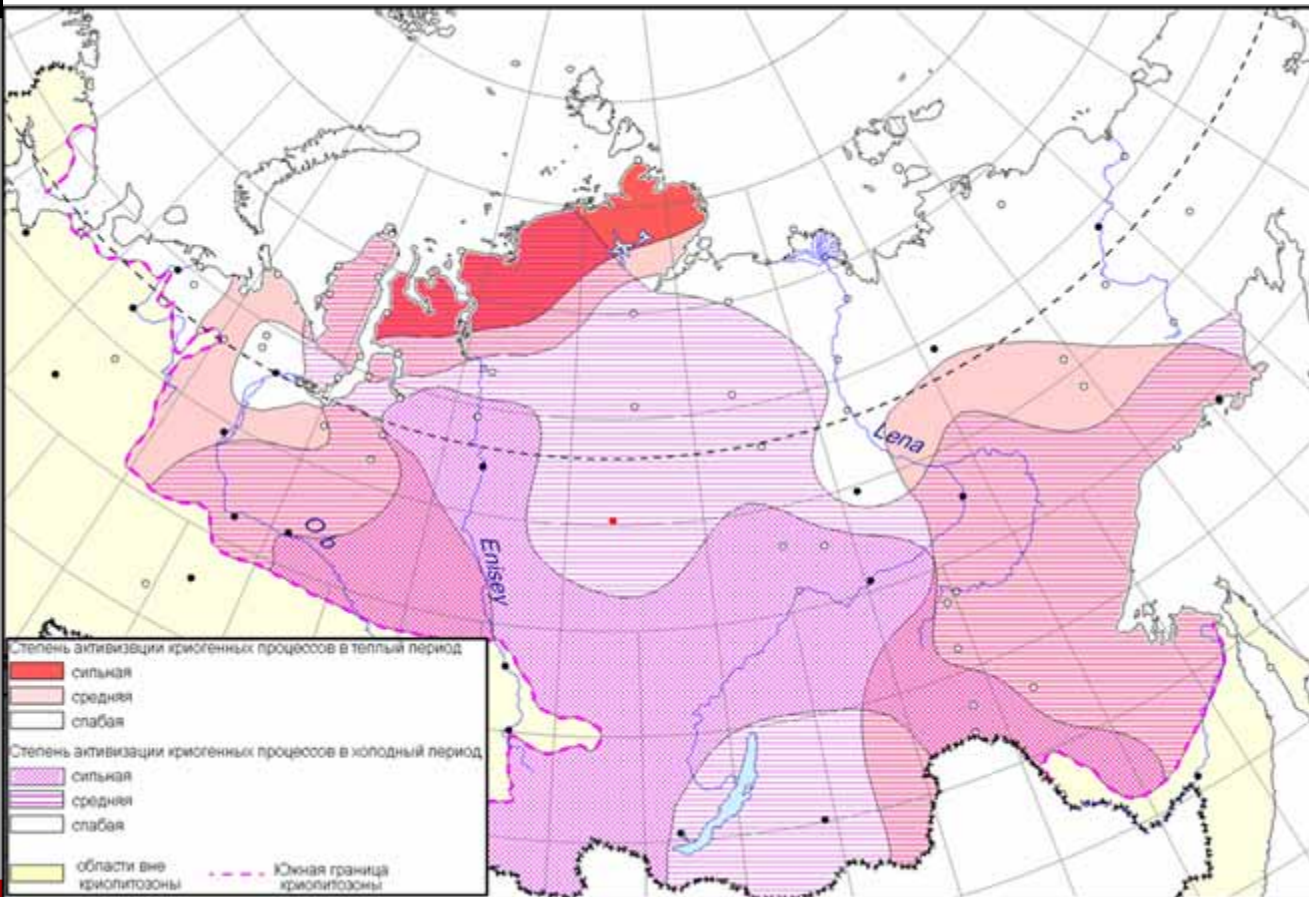 Ob
Enisey
Lena
Степень активизвции криогенных процессов в теплый период
сильная
средняя
слабая
Степень активизации криогенных процессов в холодный период
сильная
средняя
слабая
области вне
криолитозоны
Южная граница
криолитозоны